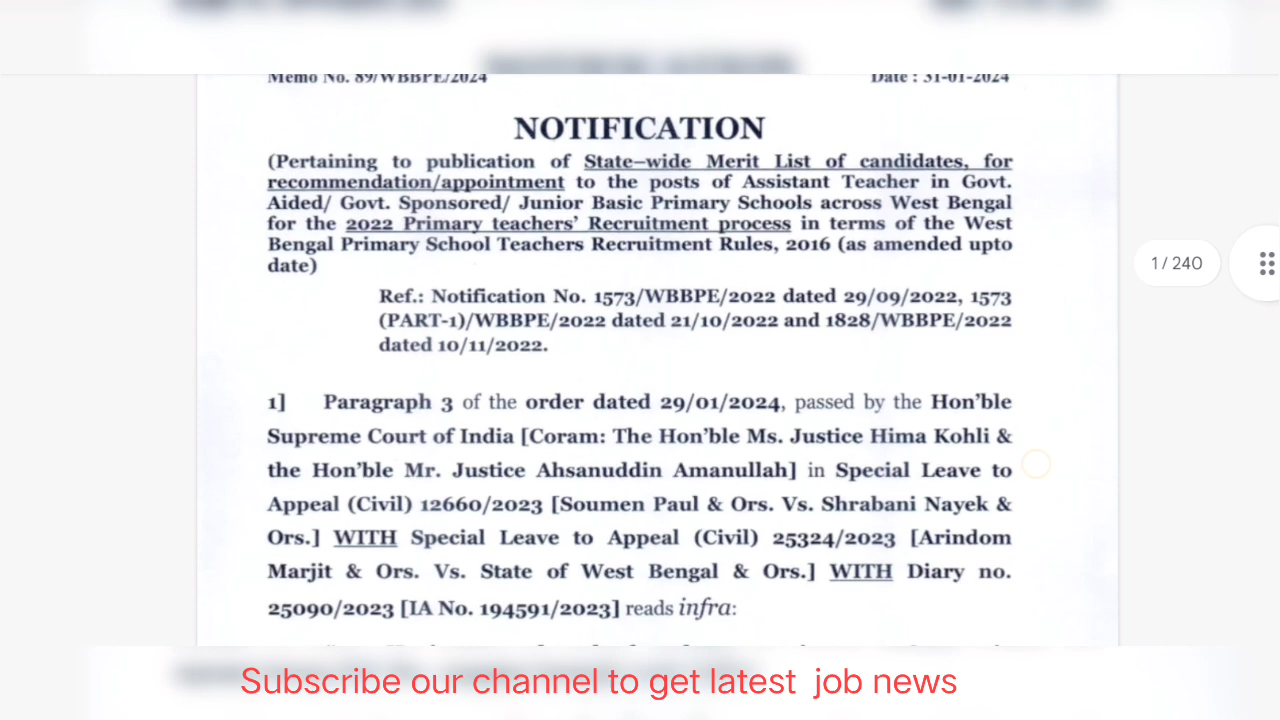 Memo No. 89/WBBPE/2024 Date : 31-01-2024
NOTIFICATION
(Pertaining to publication of State–wide Merit List of candidates, for
recommendation/appointment to the posts of Assistant Teacher in Govt.
Aided/ Govt. Sponsored/ Junior Basic Primary Schools across West Bengal
for the 2022 Primary teachers’ Recruitment process in terms of the West
Bengal Primary School Teachers Recruitment Rules, 2016 (as amended upto
date)
Ref.: Notification No. 1573/WBBPE/2022 dated 29/09/2022, 1573
(PART-1)/WBBPE/2022 dated 21/10/2022 and 1828/WBBPE/2022
dated 10/11/2022.
1/240
1] Paragraph 3 of the order dated 29/01/2024, passed by the Hon’ble
Supreme Court of India [Coram: The Hon’ble Ms. Justice Hima Kohli &
the Hon’ble Mr. Justice Ahsanuddin Amanullah] in Special Leave to
Appeal (Civil) 12660/2023 [Soumen Paul & Ors. Vs. Shrabani Nayek &
Ors.] WITH Special Leave to Appeal (Civil) 25324/2023 [Arindom
Marjit & Ors. Vs. State of West Bengal & Ors.] WITH Diary no.
25090/2023 [IA No. 194591/2023] reads infra:
Subscribe our channel to get latest job news